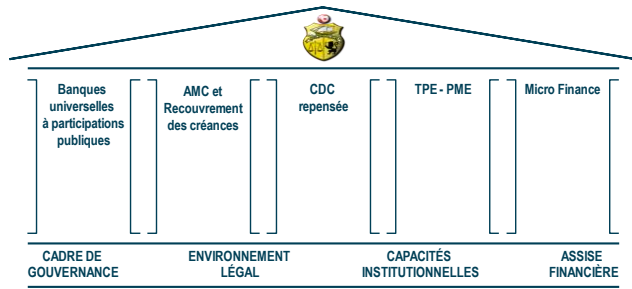 Banques
universelles
à participations
publiques
AMC et
Recouvrement
des créances
CDC
repensée
TPE - PME
Micro Finance
CADRE DE
GOUVERNANCE
ENVIRONNEMENT
LÉGAL
CAPACITÉS
INSTITUTIONNELLES
ASSISE
FINANCIÈRE